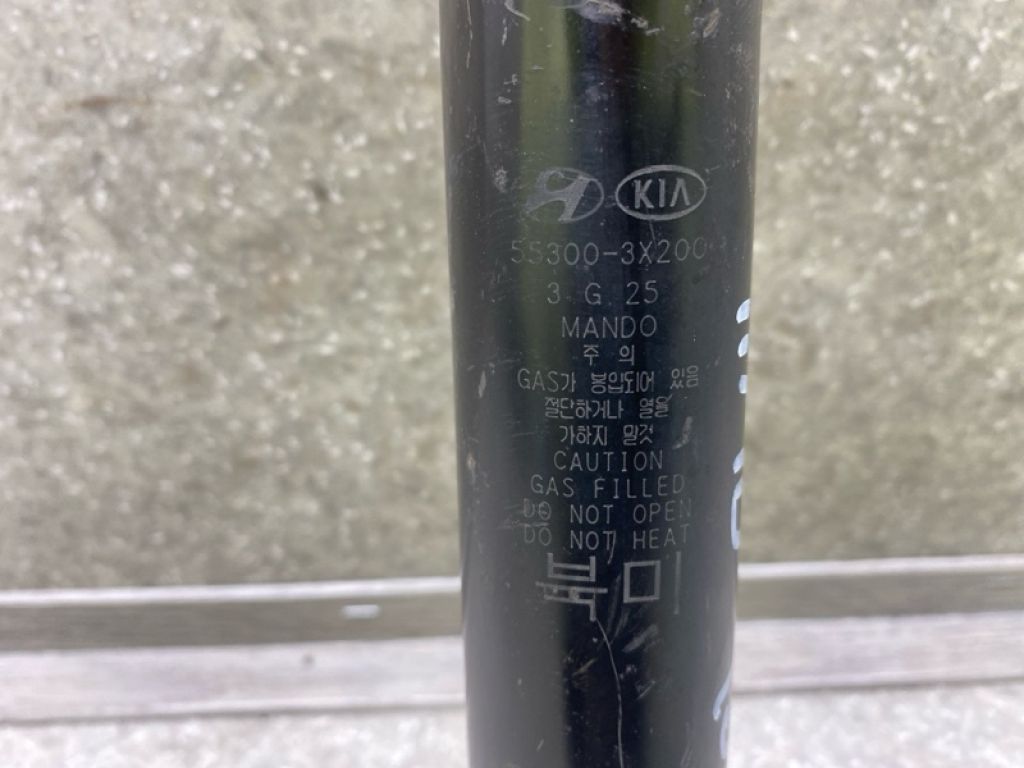 KIA
55300-3X200
3 G 25
MANDO
주 의
GAS가 봉입되어 있음
절단하거나 열을
가하지 말것
CAUTION
GAS FILLED
DO NOT OPEN
DO NOT HEAT
북미